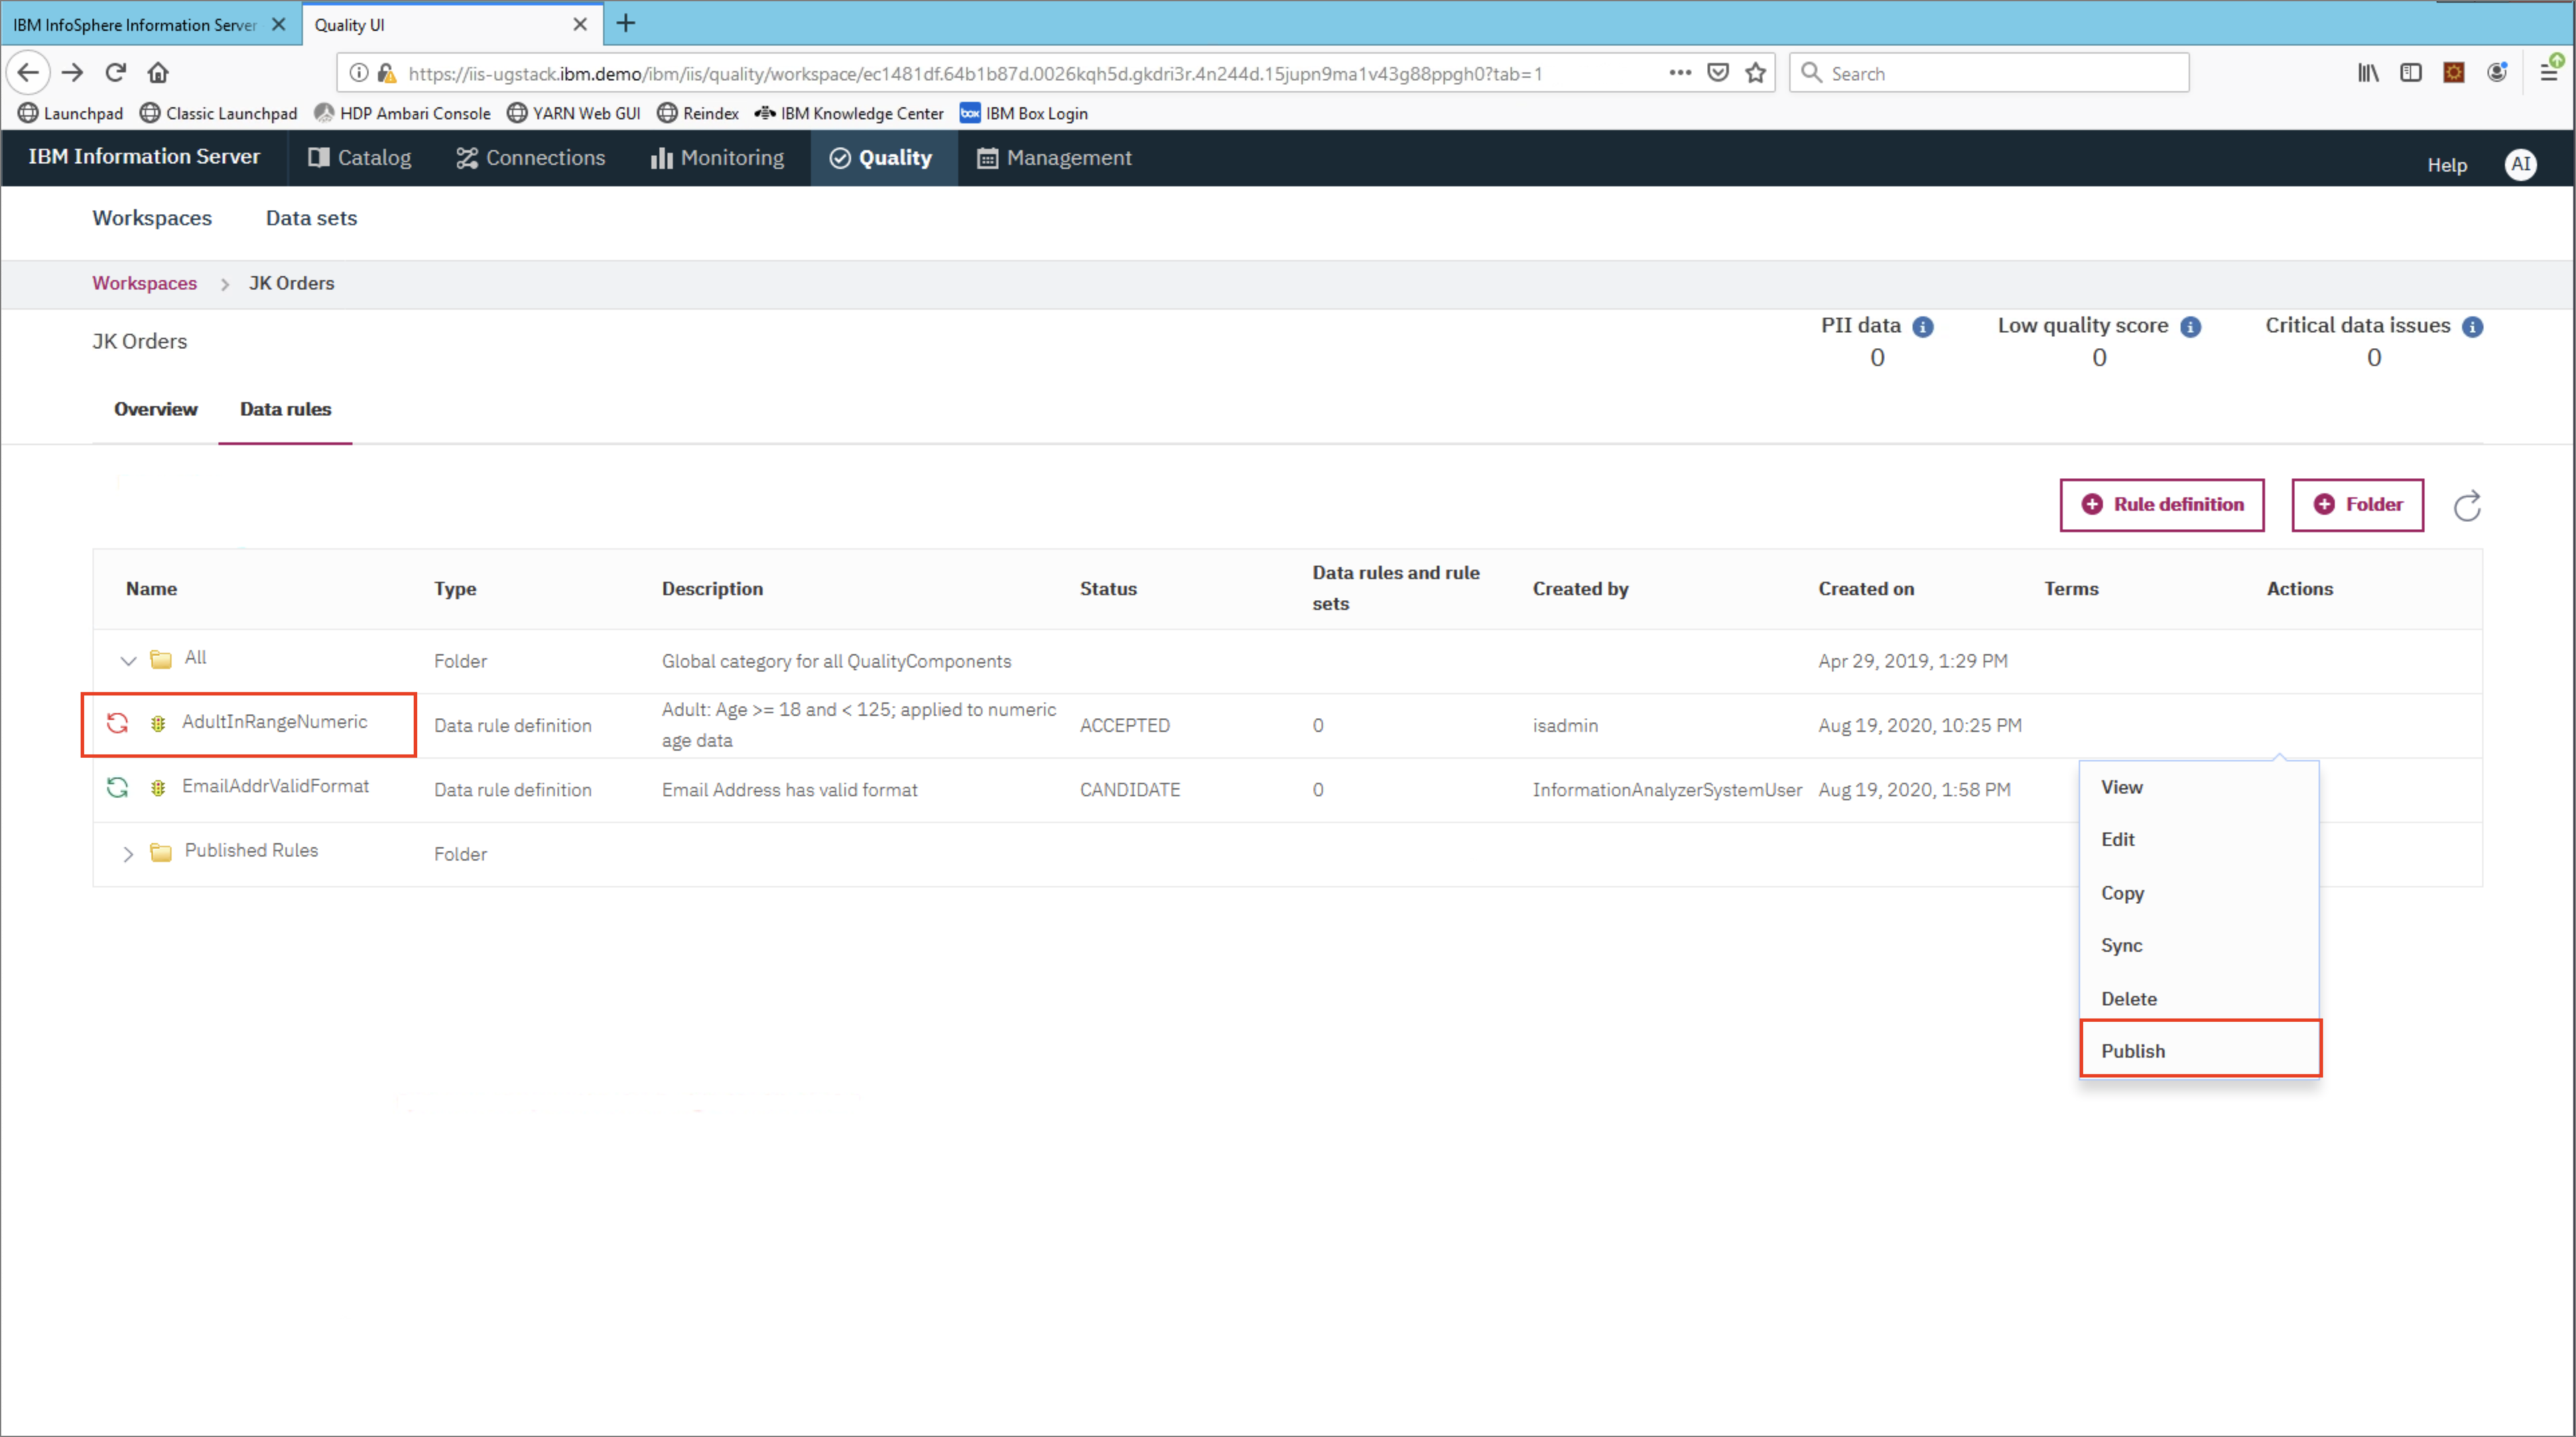 IBM InfoSphere Information Server
Quality UI
https://iis-ugstack.ibm.demo/ibm/iis/quality/workspace/ec1481df.64b1b87d.0026kqh5d.gkdri3r.4n244d.15jupn9ma1v43g88ppgh0?tab=1
Search
Launchpad
Classic Launchpad
HDP Ambari Console
YARN Web GUI
Reindex
IBM Knowledge Center
box
IBM Box Login
IBM Information Server
Catalog
Connections
Monitoring
Quality
Management
Help
AI
Workspaces
Data sets
Workspaces > JK Orders
JK Orders
PII data
0
Low quality score
0
Critical data issues
0
Overview
Data rules
Rule definition
Folder
Name
Type
Description
Status
Data rules and rule
sets
Created by
Created on
Terms
Actions
All
Folder
Global category for all QualityComponents
Apr 29, 2019, 1:29 PM
AdultInRangeNumeric
Data rule definition
Adult: Age >= 18 and < 125; applied to numeric
age data
ACCEPTED
0
isadmin
Aug 19, 2020, 10:25 PM
EmailAddrValidFormat
Data rule definition
Email Address has valid format
CANDIDATE
0
InformationAnalyzerSystemUser
Aug 19, 2020, 1:58 PM
Published Rules
Folder
View
Edit
Copy
Sync
Delete
Publish